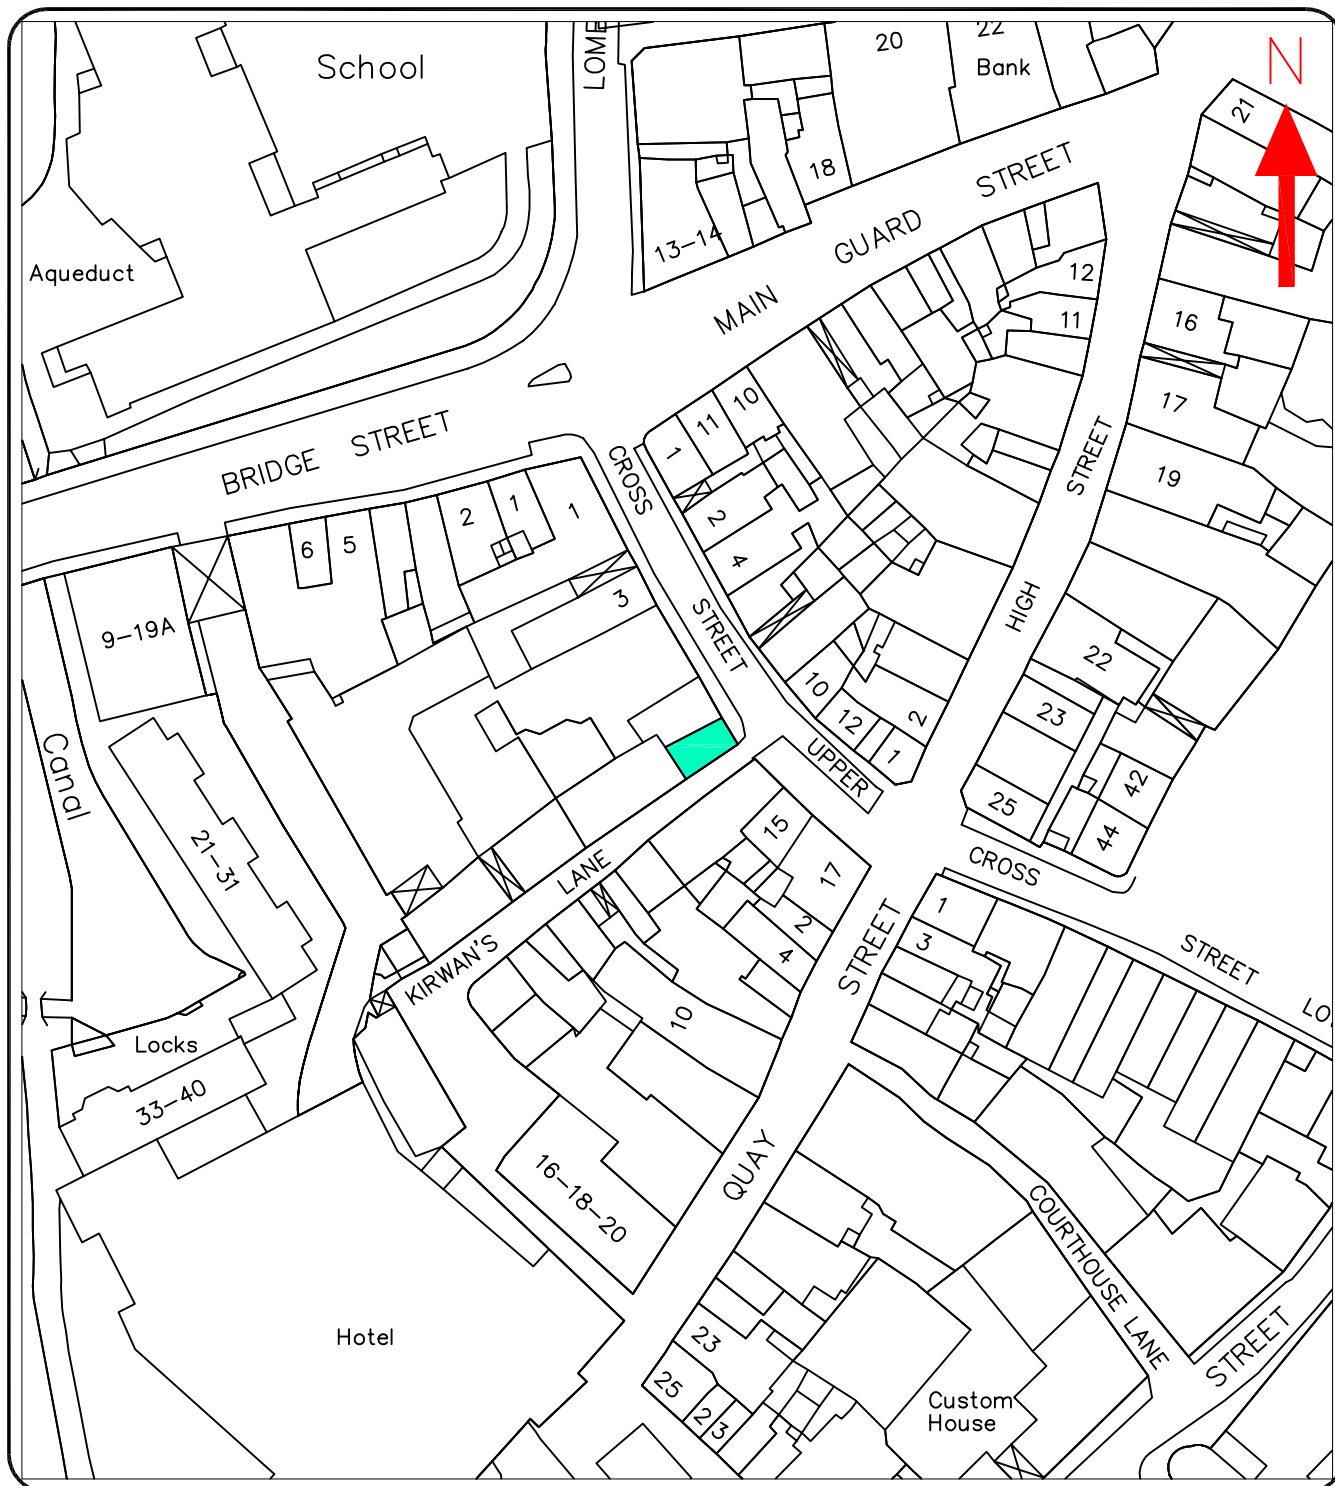 School
LOMB
20
22
Bank
N
21
18
STREET
13-14
GUARD
Aqueduct
12
MAIN
11
16
17
10
11
1
BRIDGE STREET
CROSS
STREET
19
2
1
1
2
6
5
4
3
STREET
HIGH
9-19A
22
10
12
2
23
1
UPPER
Canal
42
25
15
44
21-31
LANE
17
CROSS
1
2
3
4
STREET
KIRWAN'S
STREET
LO
10
Locks
33-40
QUAY
16-18-20
COURTHOUSE LANE
Hotel
STREET
23
25
2
3
Custom
House